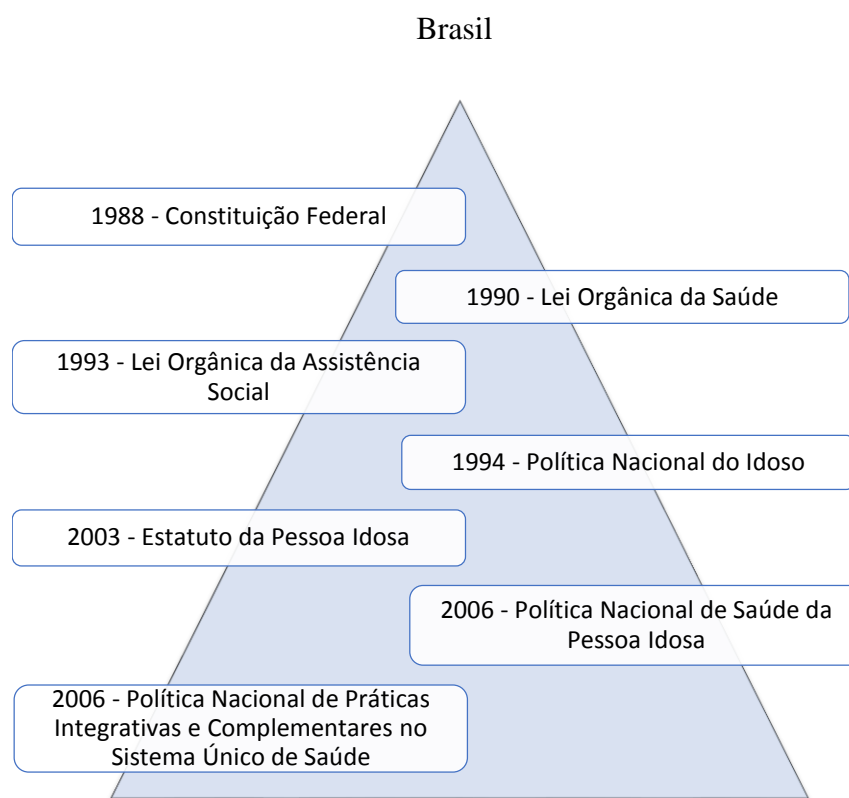 Brasil
1988 - Constituição Federal
1990 - Lei Orgânica da Saúde
1993 - Lei Orgânica da Assistência
Social
1994 - Política Nacional do Idoso
2003 - Estatuto da Pessoa Idosa
2006 - Política Nacional de Saúde da
Pessoa Idosa
2006 - Política Nacional de Práticas
Integrativas e Complementares no
Sistema Único de Saúde